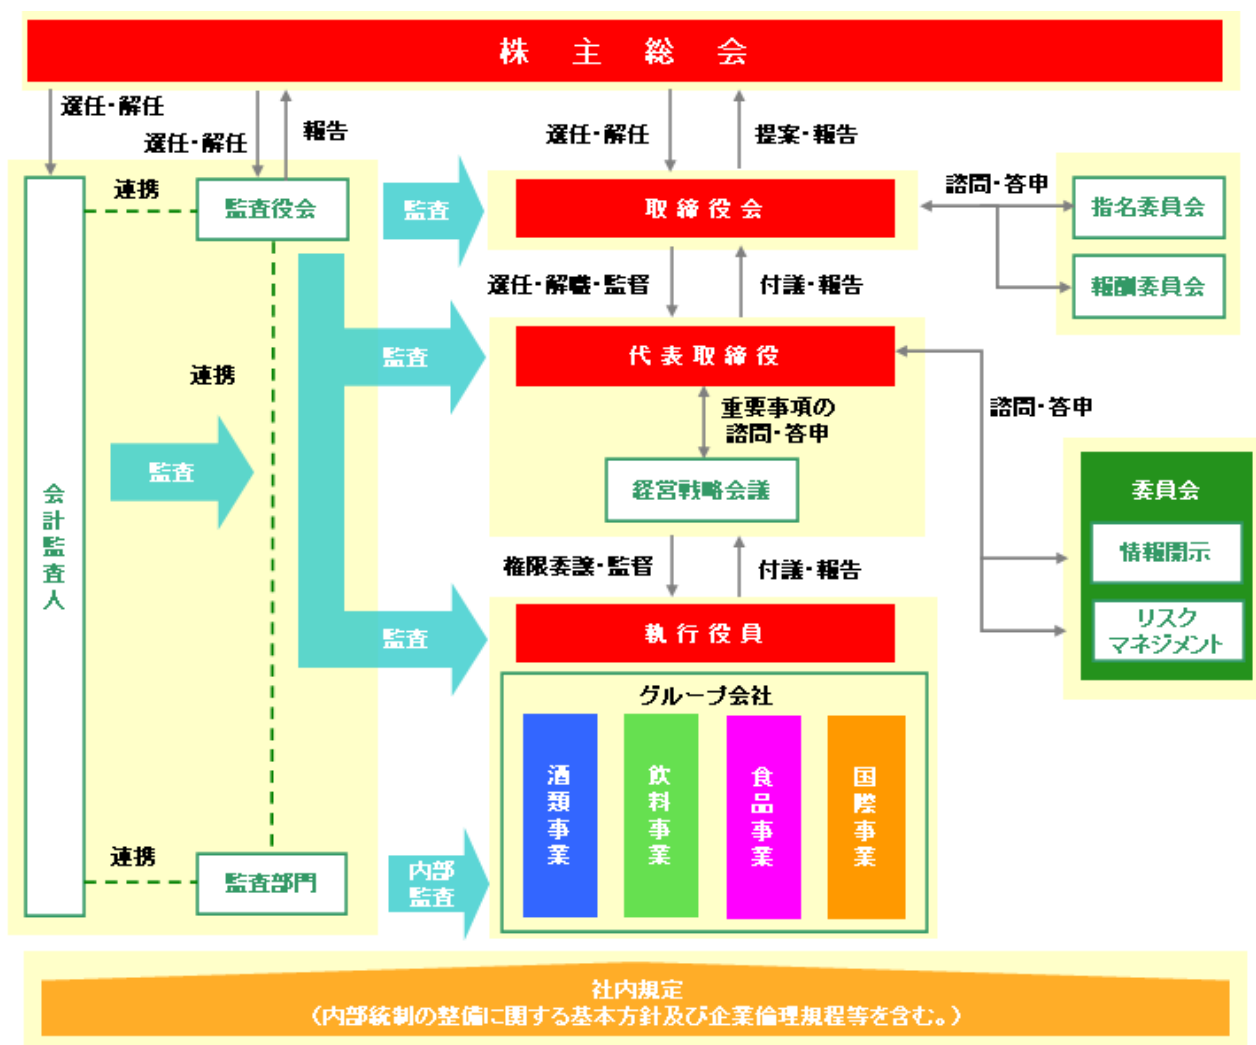 株主総会
選任・解任
選任・解任
報告
選任・解任
提案・報告
連携
監査役会
監査
取締役会
諮問・答申
指名委員会
報酬委員会
選任・解職・監督
付議・報告
監査
代表取締役
連携
重要事項の
諮問・答申
諮問・答申
監査
経営戦略会議
会計監査人
委員会
情報開示
リスク
マネジメント
権限委譲・監督
付議・報告
監査
執行役員
グループ会社
酒類事業
飲料事業
食品事業
国際事業
連携
監査部門
内部
監査
社内規定
(内部統制の整備に関する基本方針及び企業倫理規程等を含む。)